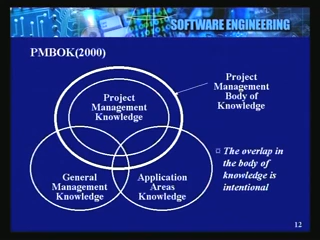 SOFTWARE ENGINEERING
PMBOK(2000)
Project
Management
Body of
Knowledge
Project
Management
Knowledge
General
Management
Knowledge
Application
Areas
Knowledge
The overlap in
the body of
knowledge is
intentional
12